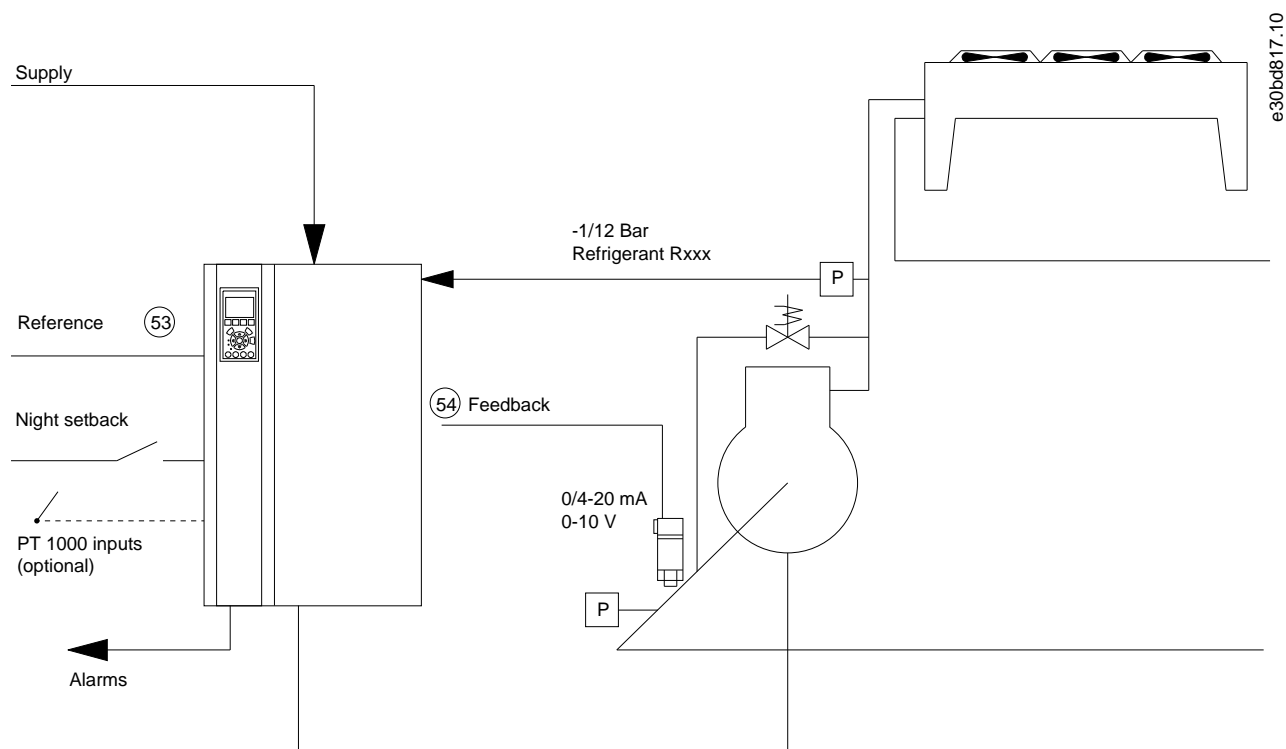 Supply
e30bd817.10
-1/12 Bar
Refrigerant Rxxx
P
Reference
53
54
Feedback
Night setback
0/4-20 mA
0-10 V
PT 1000 inputs
(optional)
P
Alarms